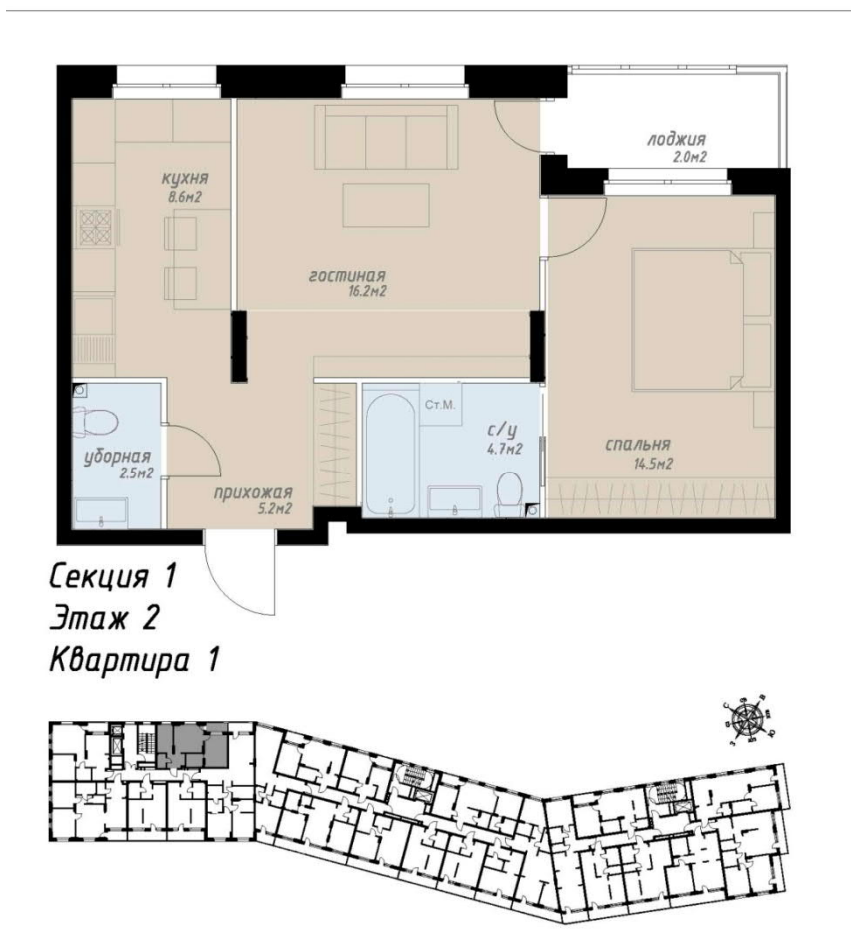 лоджия
2.0м2
кухня
8.6м2
гостиная
16.2м2
Ст.М.
с/у
4.7м2
спальня
14.5м2
уборная
2.5м2
прихожая
5.2м2
Секция 1
Этаж 2
Квартира 1